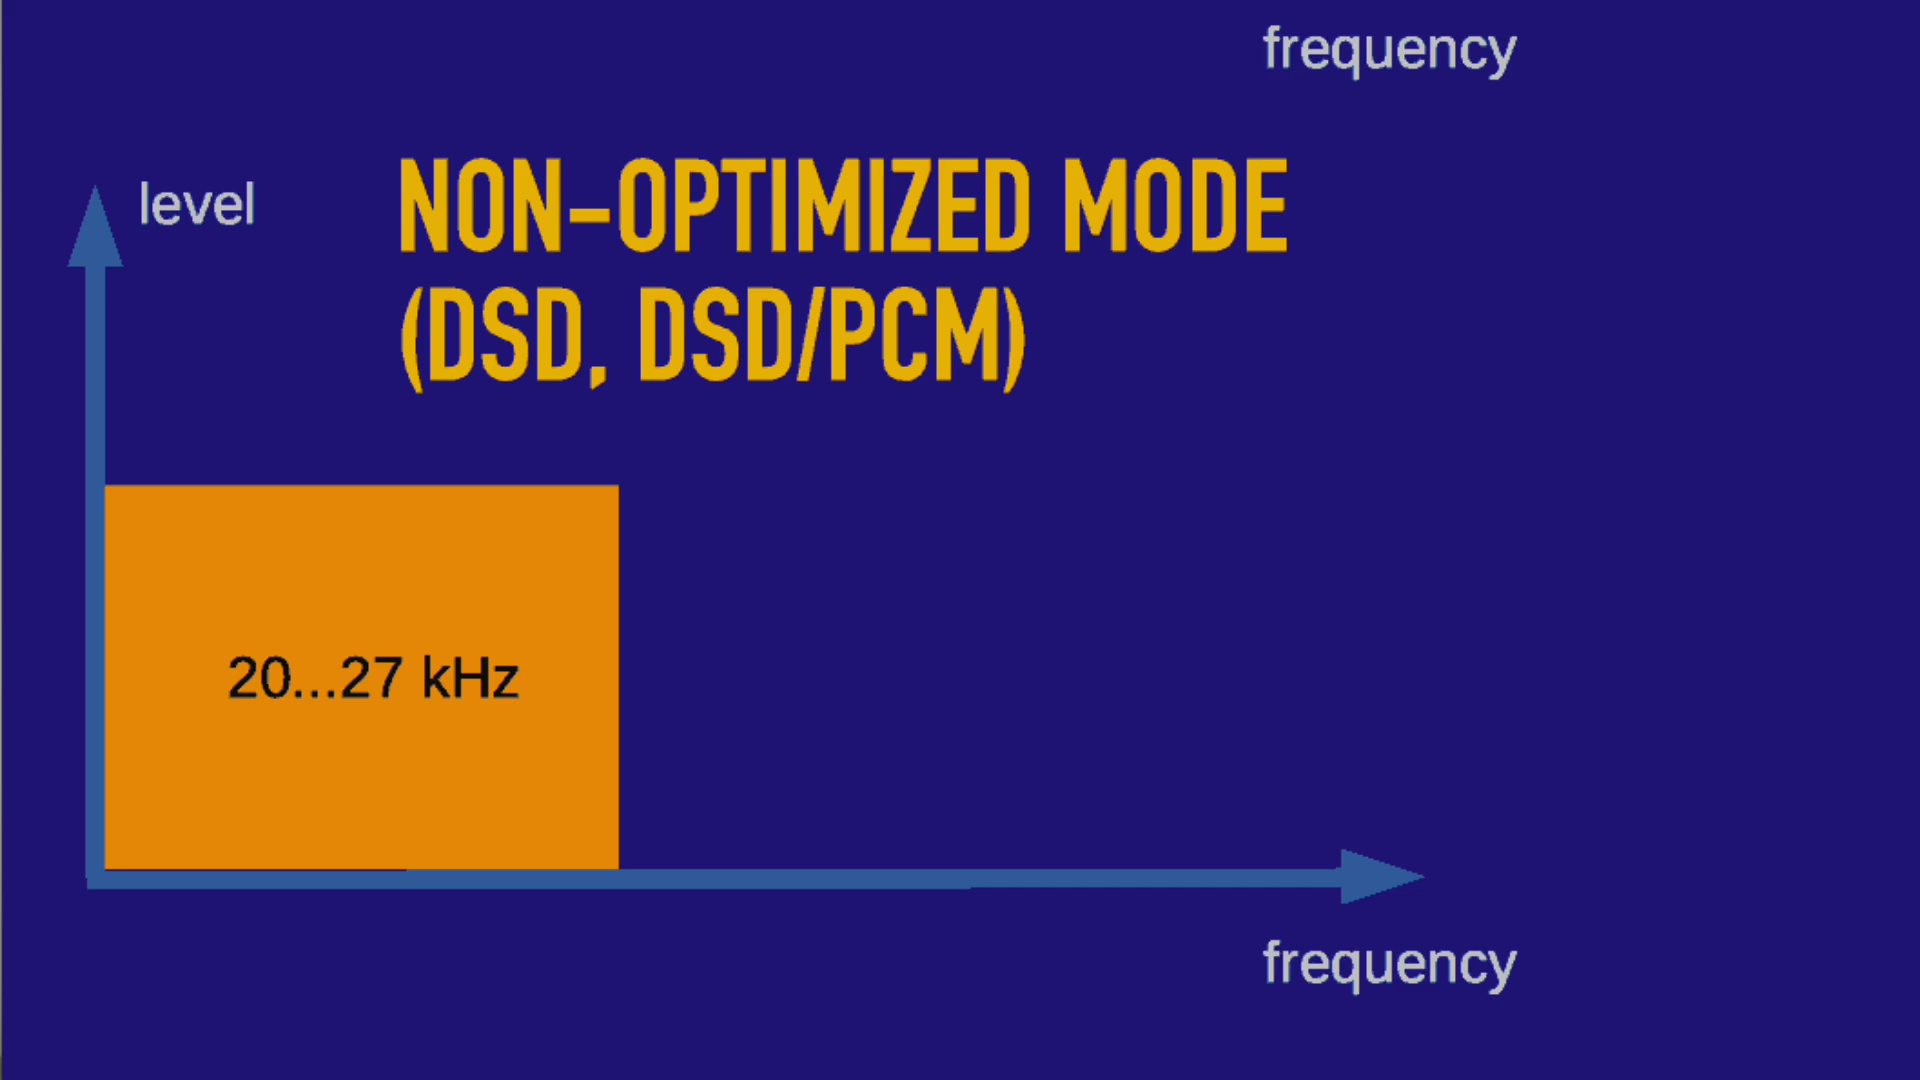 frequency
level
NON-OPTIMIZED MODE
(DSD, DSD/PCM)
20...27 kHz
frequency